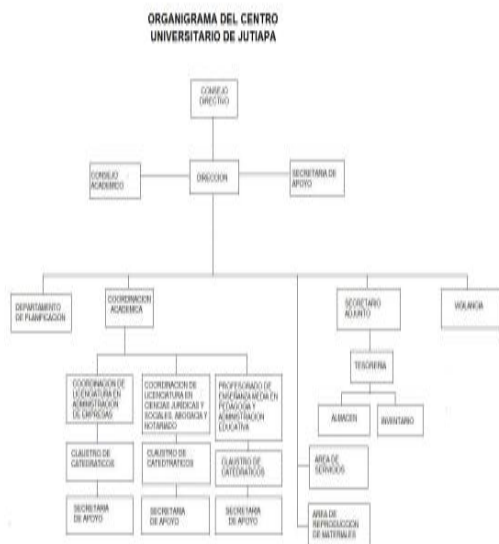 ORGANIGRAMA DEL CENTRO
UNIVERSITARIO DE JUTIAPA
CONSEJO
DIRECTIVO
CONSEJO
ACADEMICO
DIRECCION
SECRETARIA DE
APOYO
DEPARTAMENTO
DE PLANIFICACION
COORDINACION
ACADEMICA
SECRETARIO
ADJUNTO
VIGILANCIA
TESORERIA
ALMACEN
INVENTARIO
COORDINACION DE
LICENCIATURA EN
ADMINISTRACION
DE EMPRESAS
COORDINACION DE
LICENCIATURA EN
CIENCIAS JURIDICAS Y
SOCIALES, ABOGACIA Y
NOTARIADO
PROFESORADO DE
ENSEÑANZA MEDIA EN
PEDAGOGIA Y
ADMINISTRACION
EDUCATIVA
CLAUSTRO DE
CATEDRATICOS
CLAUSTRO DE
CATEDTRATICOS
CLAUSTRO DE
CATEDRATICOS
AREA DE
SERVICIOS
SECRETARIA
DE APOYO
SECRETARIA
DE APOYO
SECRETARIA
DE APOYO
AREA DE
REPRODUCCION
DE MATERIALES